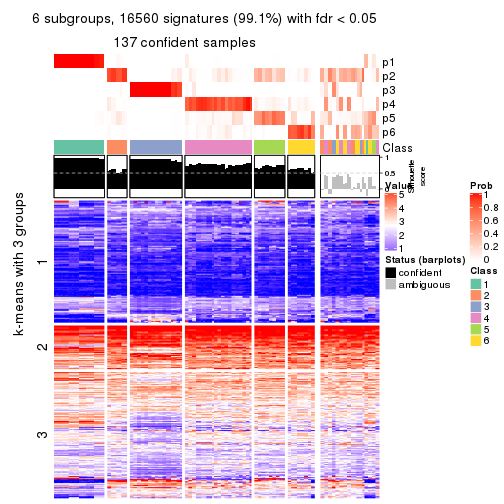 6 subgroups, 16560 signatures (99.1%) with fdr < 0.05
137 confident samples
p1
p2
p3
p4
p5
p6
Class
1
0.5
0
Silhouette
score
k-means with 3 groups
1
2
3
Value
5
4
3
2
1
Status (barplots)
confident
ambiguous
Prob
1
0.8
0.6
0.4
0.2
0
Class
1
2
3
4
5
6